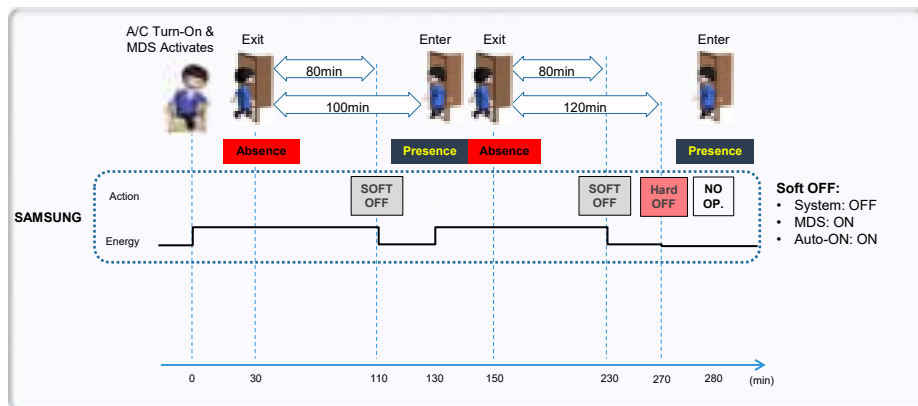 A/C Turn-On &
MDS Activates
Exit
Enter
Exit
Enter
80min
80min
100min
120min
Absence
Presence
Absence
Presence
SAMSUNG
Action
SOFT
OFF
SOFT
OFF
Hard
OFF
NO
OP.
Energy
Soft OFF:
• System: OFF
• MDS: ON
• Auto-ON: ON
0
30
110
130
150
230
270
280
(min)